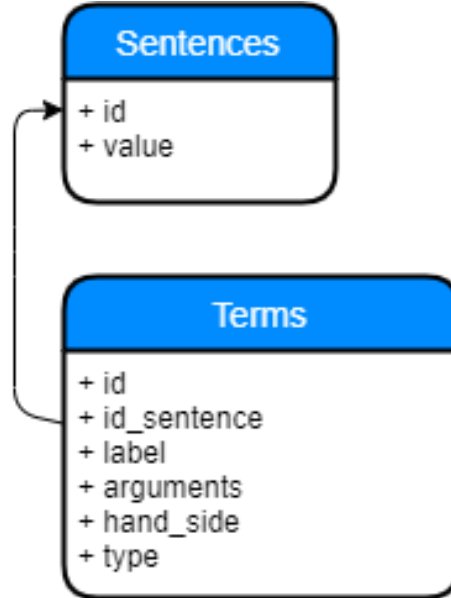 Sentences
+ id
+ value
Terms
+ id
+ id_sentence
+ label
+ arguments
+ hand_side
+ type